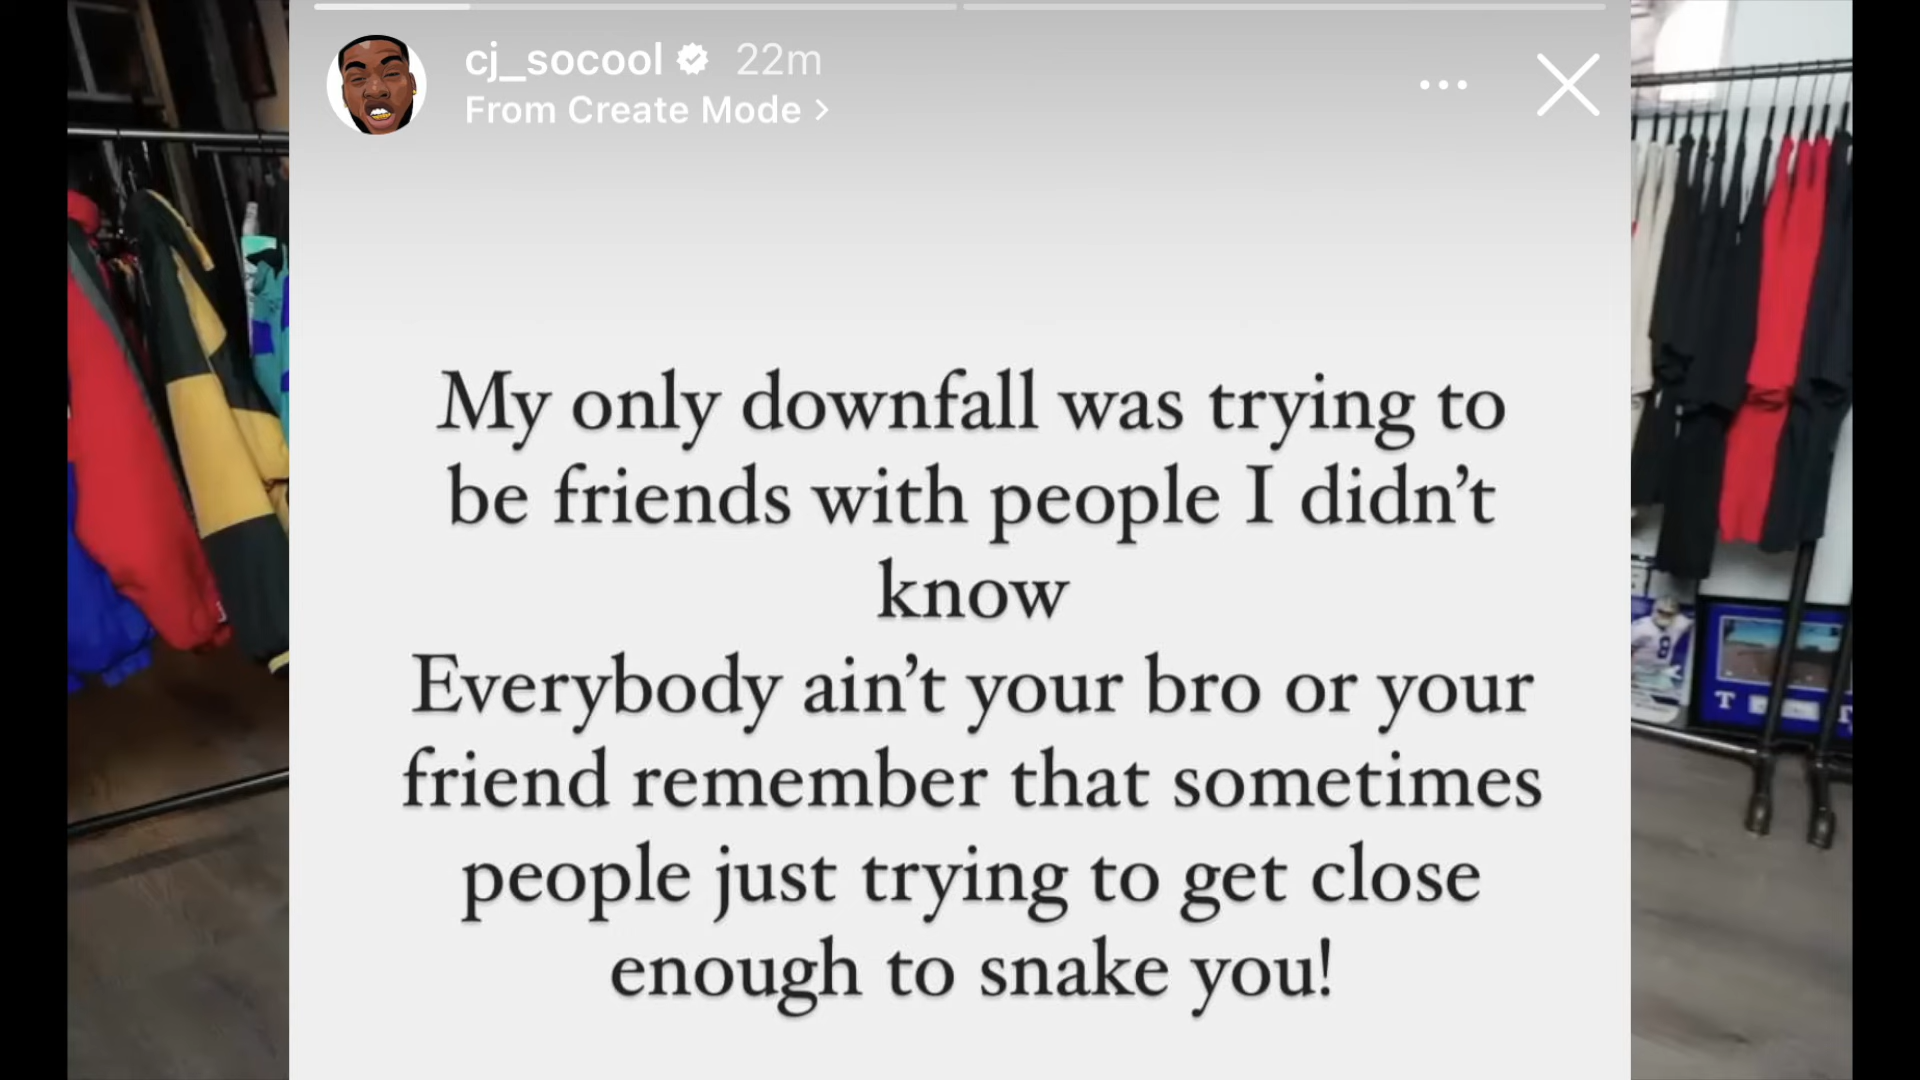 cj_socool 22m
From Create Mode >
My only downfall was trying to
be friends with people I didn’t
know
Everybody ain’t your bro or your
friend remember that sometimes
people just trying to get close
enough to snake you!
T